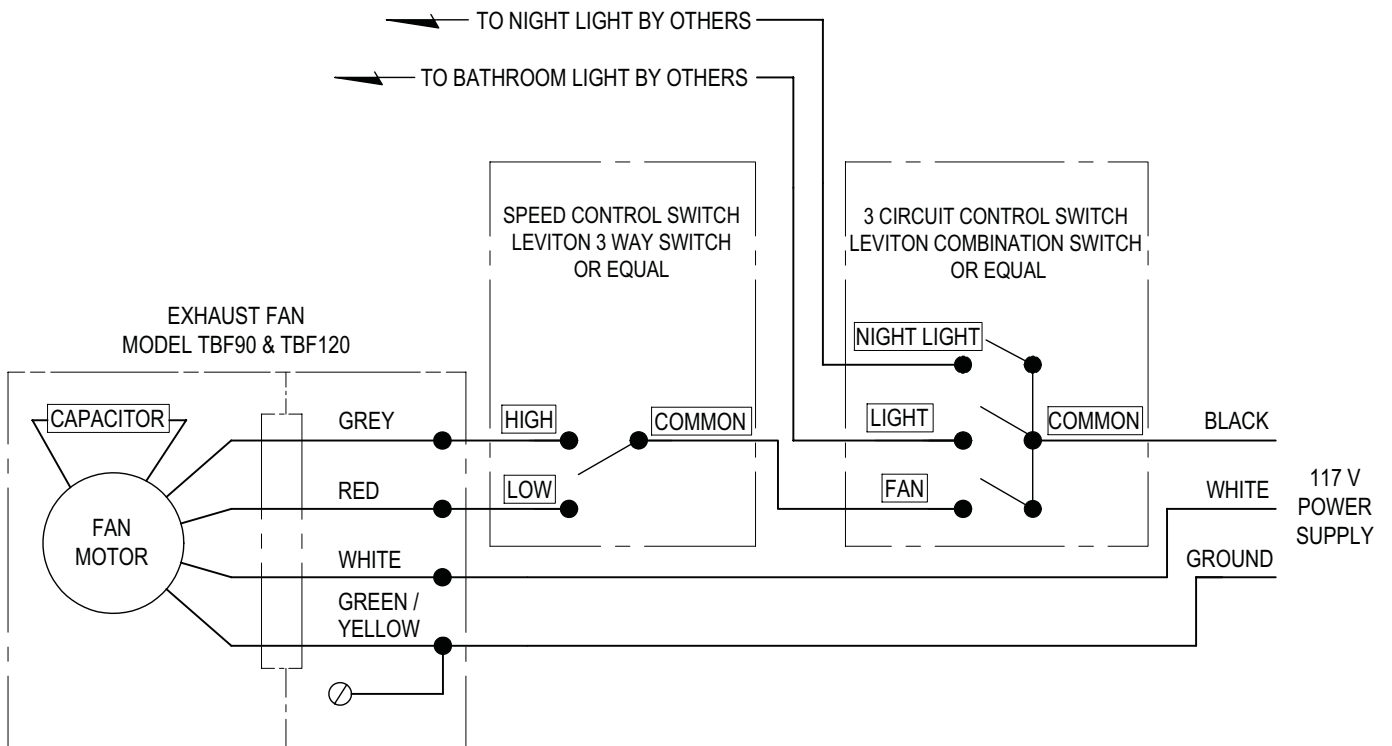 TO NIGHT LIGHT BY OTHERS
TO BATHROOM LIGHT BY OTHERS
SPEED CONTROL SWITCH
LEVITON 3 WAY SWITCH
OR EQUAL
3 CIRCUIT CONTROL SWITCH
LEVITON COMBINATION SWITCH
OR EQUAL
EXHAUST FAN
MODEL TBF90 & TBF120
NIGHT LIGHT
CAPACITOR
GREY
HIGH
COMMON
LIGHT
COMMON
BLACK
RED
LOW
FAN
WHITE
117 V
POWER
SUPPLY
FAN
MOTOR
WHITE
GROUND
GREEN /
YELLOW